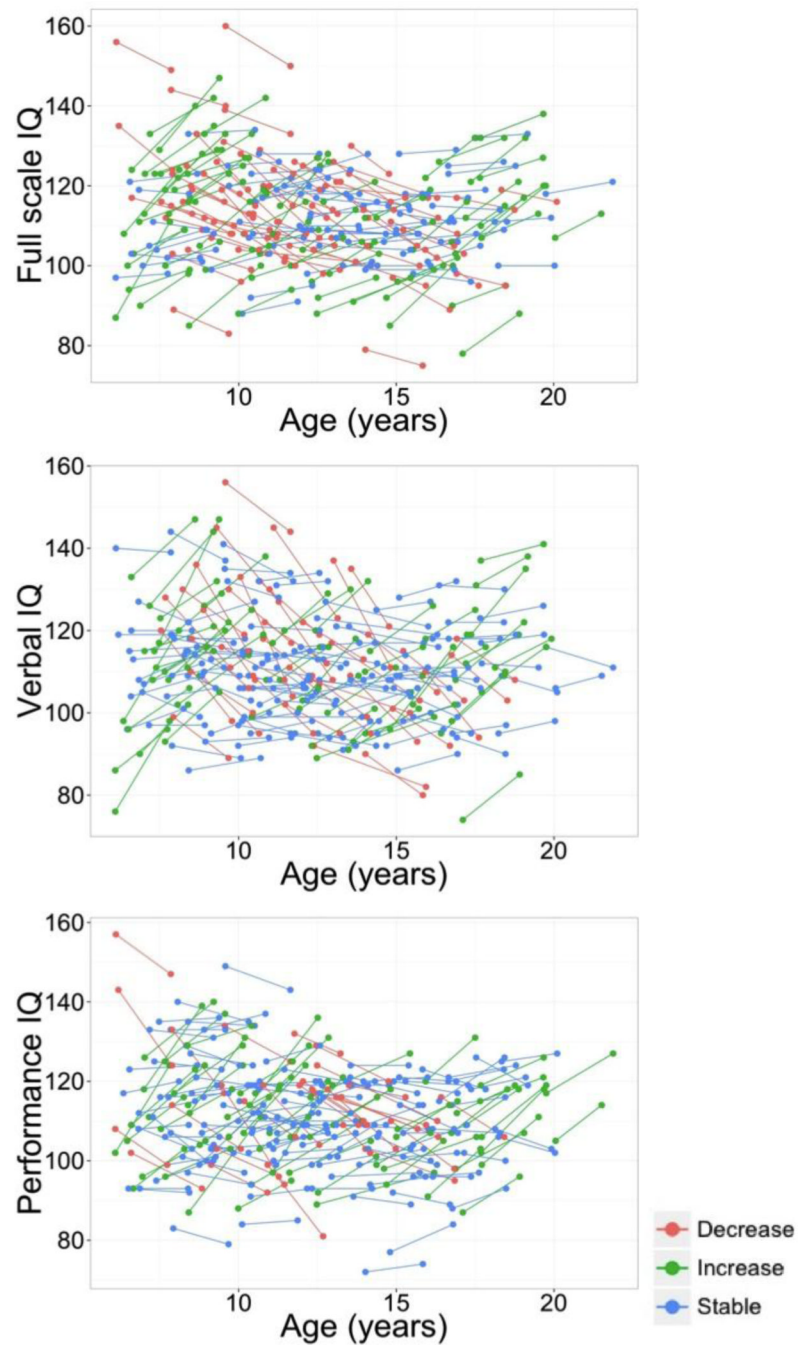 160
140
120
100
80
Full scale IQ
10
15
20
Age (years)
160
140
120
100
80
Verbal IQ
10
15
20
Age (years)
160
140
120
100
80
Performance IQ
10
15
20
Age (years)
Decrease
Increase
Stable